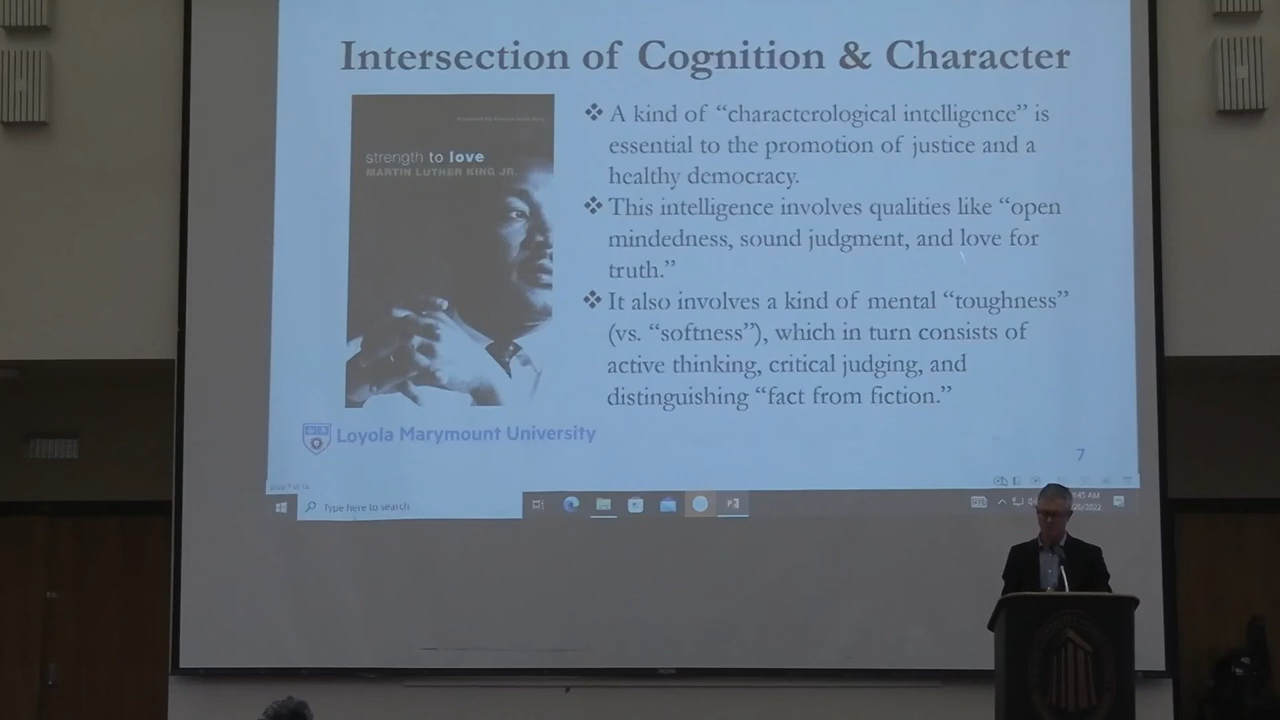 Intersection of Cognition & Character
strength to love
MARTIN LUTHER KING JR.
❖ A kind of “characterological intelligence” is
essential to the promotion of justice and a
healthy democracy.
❖ This intelligence involves qualities like “open
mindedness, sound judgment, and love for
truth.”
❖ It also involves a kind of mental “toughness”
(vs. “softness”), which in turn consists of
active thinking, critical judging, and
distinguishing “fact from fiction.”
Loyola Marymount University
7
Type here to search